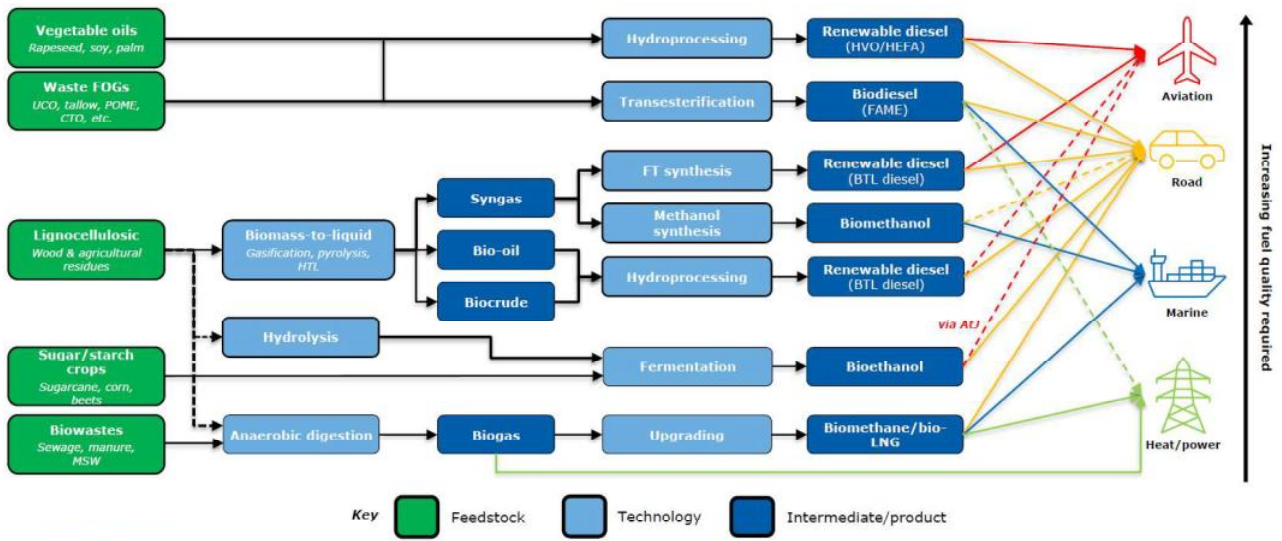 Vegetable oils
Rapeseed, soy, palm
Waste FOGs
UCO, tallow, POME,
CTO, etc.
Lignocellulosic
Wood & agricultural
residues
Sugar/starch
crops
Sugarcane, corn,
beets
Biowastes
Sewage, manure,
MSW
Biomass-to-liquid
Gasification, pyrolysis,
HTL
Hydrolysis
Anaerobic digestion
Syngas
Bio-oil
Biocrude
Biogas
Hydroprocessing
Transesterification
FT synthesis
Methanol
synthesis
Hydroprocessing
Fermentation
Upgrading
Renewable diesel
(HVO/HEFA)
Biodiesel
(FAME)
Renewable diesel
(BTL diesel)
Biomethanol
Renewable diesel
(BTL diesel)
Bioethanol
Biomethane/bio-
LNG
via AtJ
Aviation
Road
Marine
Heat/power
Increasing fuel quality required
Key
Feedstock
Technology
Intermediate/product